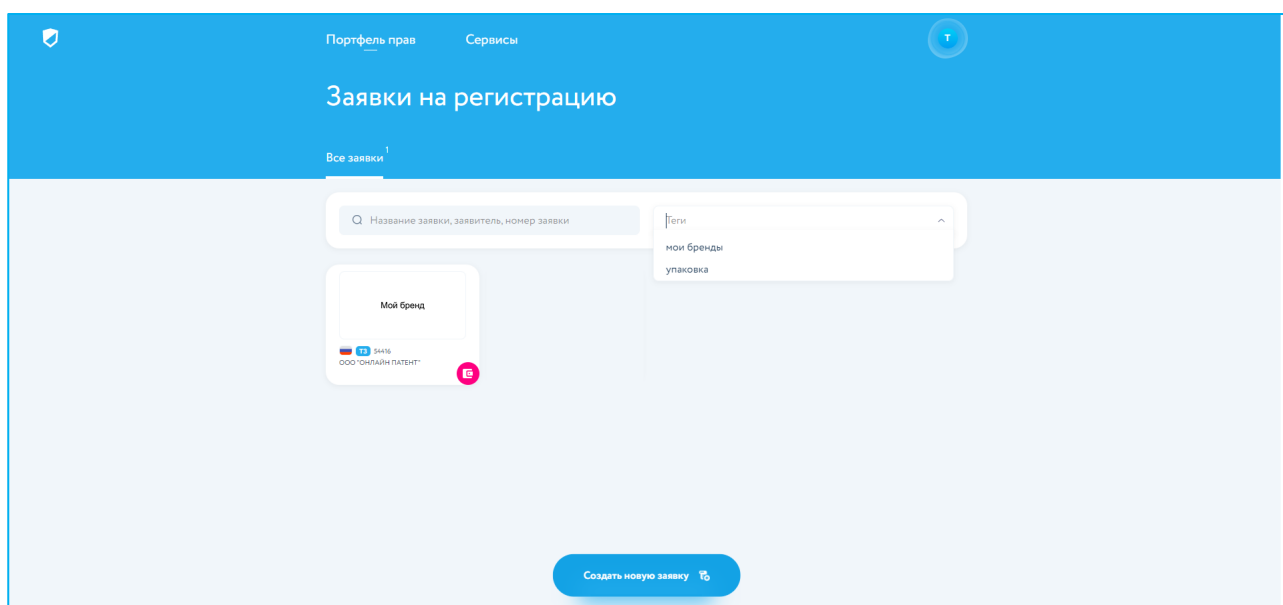 Портфель прав
Сервисы
Т
Заявки на регистрацию
Все заявки 1
Название заявки, заявитель, номер заявки
Теги
мои бренды
упаковка
Мой бренд
ТЗ 34416
ООО "ОНЛАЙН ПАТЕНТ"
Создать новую заявку